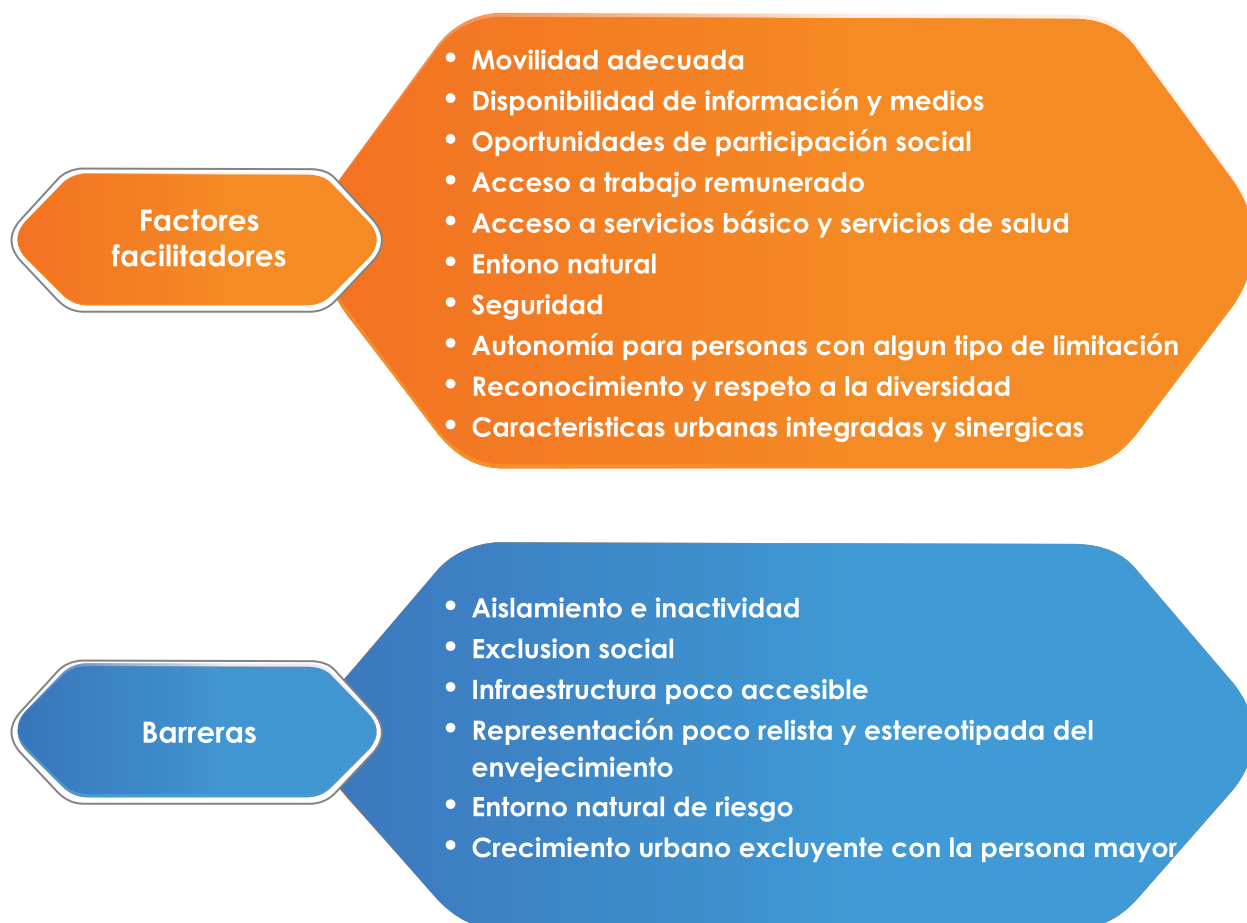 Factores
facilitadores
• Movilidad adecuada
• Disponibilidad de información y medios
• Oportunidades de participación social
• Acceso a trabajo remunerado
• Acceso a servicios básico y servicios de salud
• Entono natural
• Seguridad
• Autonomía para personas con algun tipo de limitación
• Reconocimiento y respeto a la diversidad
• Caracteristicas urbanas integradas y sinergicas
Barreras
• Aislamiento e inactividad
• Exclusion social
• Infraestructura poco accesible
• Representación poco relista y estereotipada del
envejecimiento
• Entorno natural de riesgo
• Crecimiento urbano excluyente con la persona mayor